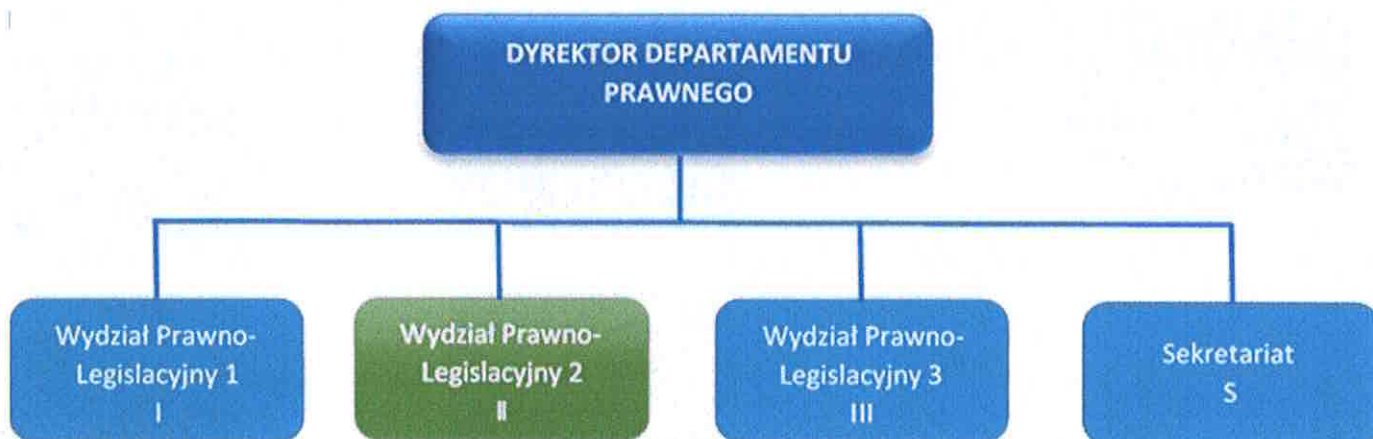 DYREKTOR DEPARTAMENTU
PRAWNEGO
Wydział Prawno-
Legislacyjny 1
I
Wydział Prawno-
Legislacyjny 2
II
Wydział Prawno-
Legislacyjny 3
III
Sekretariat
S